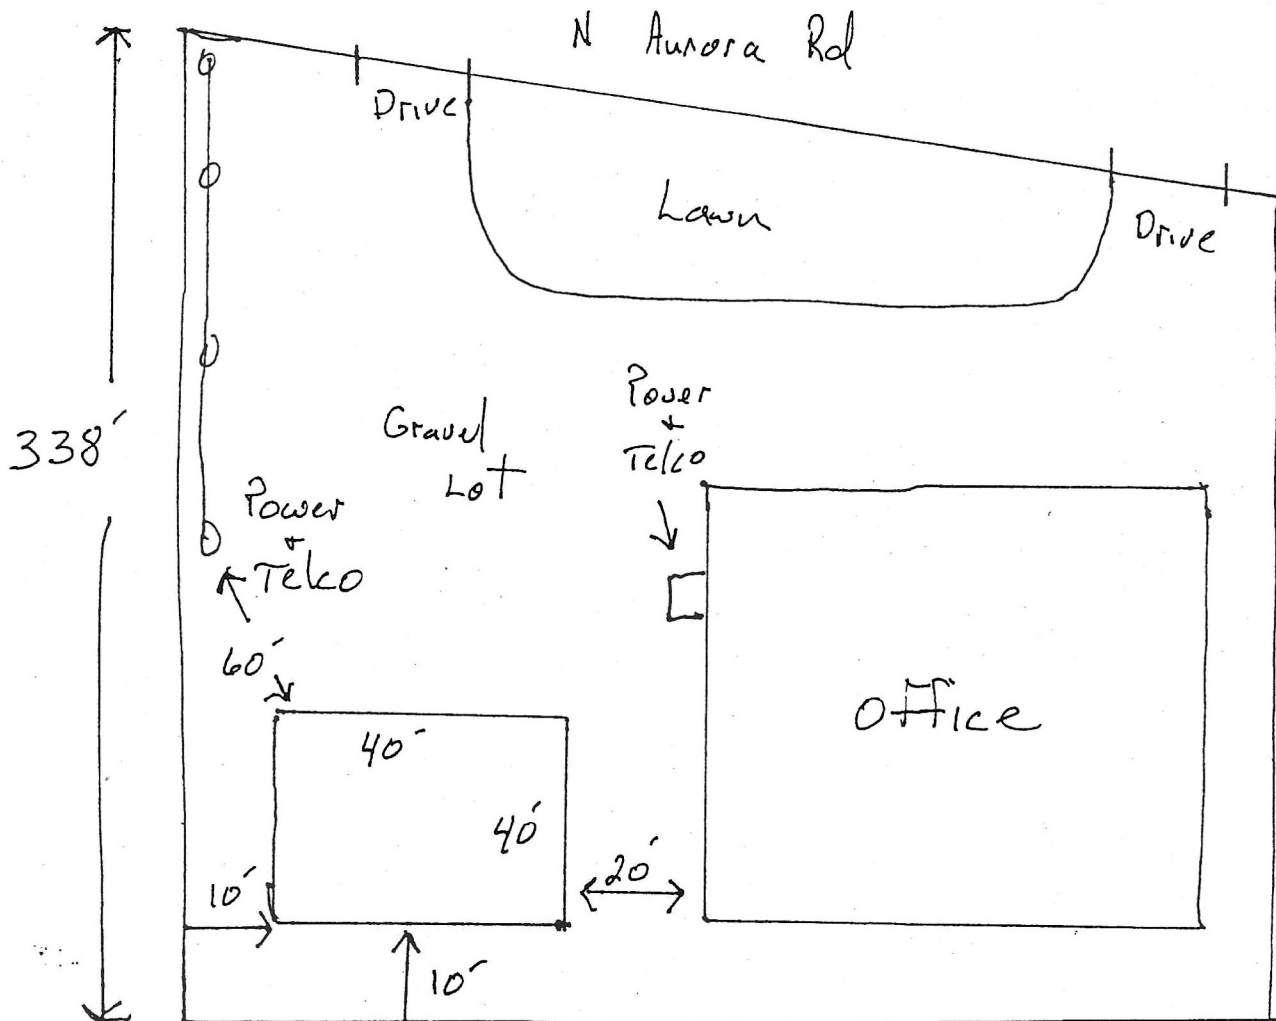 N Aurora Rd
Drive
Lawn
Drive
338'
Gravel
Lot
Power
+
Telco
Power
+
Telco
60'
40'
40'
Office
10'
20'
10'